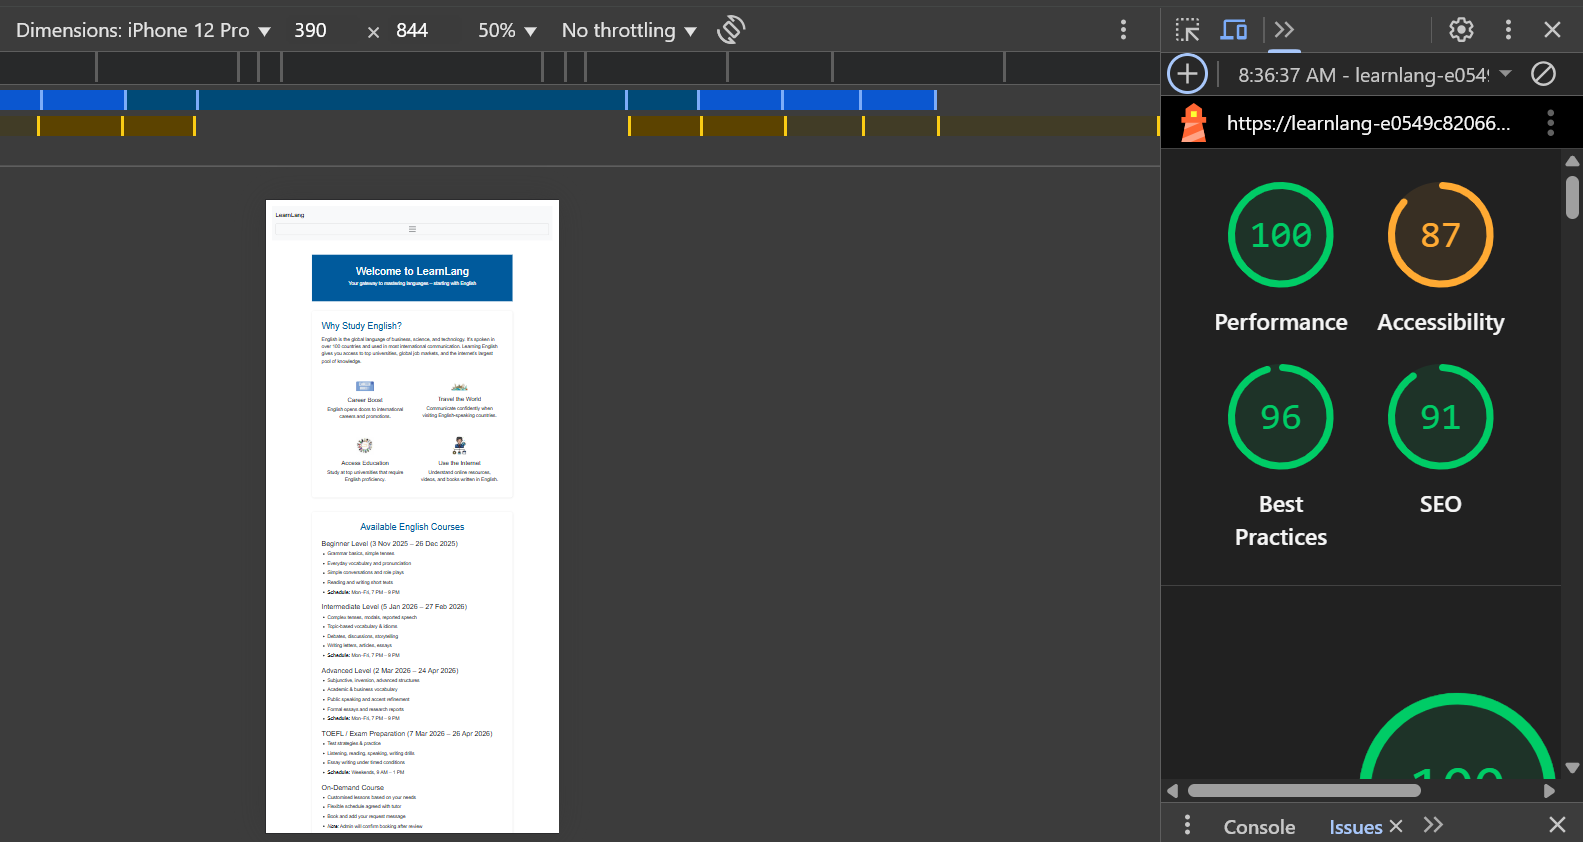 Dimensions: iPhone 12 Pro ▼ 390 × 844 50% ▼ No throttling ▼
8:36:37 AM - learnlang-e0549
https://learnlang-e0549c82066...
100
Performance
87
Accessibility
96
Best
Practices
91
SEO
100
Console Issues
LearnLang
Welcome to LearnLang
Your gateway to mastering languages – starting with English
Why Study English?
English is the global language of business, science, and technology. It's spoken in
over 100 countries and used in most international communication. Learning English
gives you access to top universities, global job markets, and the internet's largest
pool of knowledge.
Career Boost
English opens doors to international
careers and promotions.
Travel the World
Communicate confidently when
visiting English-speaking countries.
Access Education
Study at top universities that require
English proficiency.
Use the Internet
Understand online resources,
videos, and books written in English.
Available English Courses
Beginner Level (3 Nov 2025 – 26 Dec 2025)
• Grammar basics, simple tenses
• Everyday vocabulary and pronunciation
• Simple conversations and role plays
• Reading and writing short texts
• Schedule: Mon-Fri, 7 PM – 9 PM
Intermediate Level (5 Jan 2026 – 27 Feb 2026)
• Complex tenses, modals, reported speech
• Topic-based vocabulary & idioms
• Debates, discussions, storytelling
• Writing letters, articles, essays
• Schedule: Mon-Fri, 7 PM – 9 PM
Advanced Level (2 Mar 2026 – 24 Apr 2026)
• Subjunctive, inversion, advanced structures
• Academic & business vocabulary
• Public speaking and accent refinement
• Formal essays and research reports
• Schedule: Mon-Fri, 7 PM – 9 PM
TOEFL / Exam Preparation (7 Mar 2026 – 26 Apr 2026)
• Test strategies & practice
• Listening, reading, speaking, writing drills
• Essay writing under timed conditions
• Schedule: Weekends, 9 AM – 1 PM
On-Demand Course
• Customised lessons based on your needs
• Flexible schedule agreed with tutor
• Book and add your request message
• Note: Admin will confirm booking after review